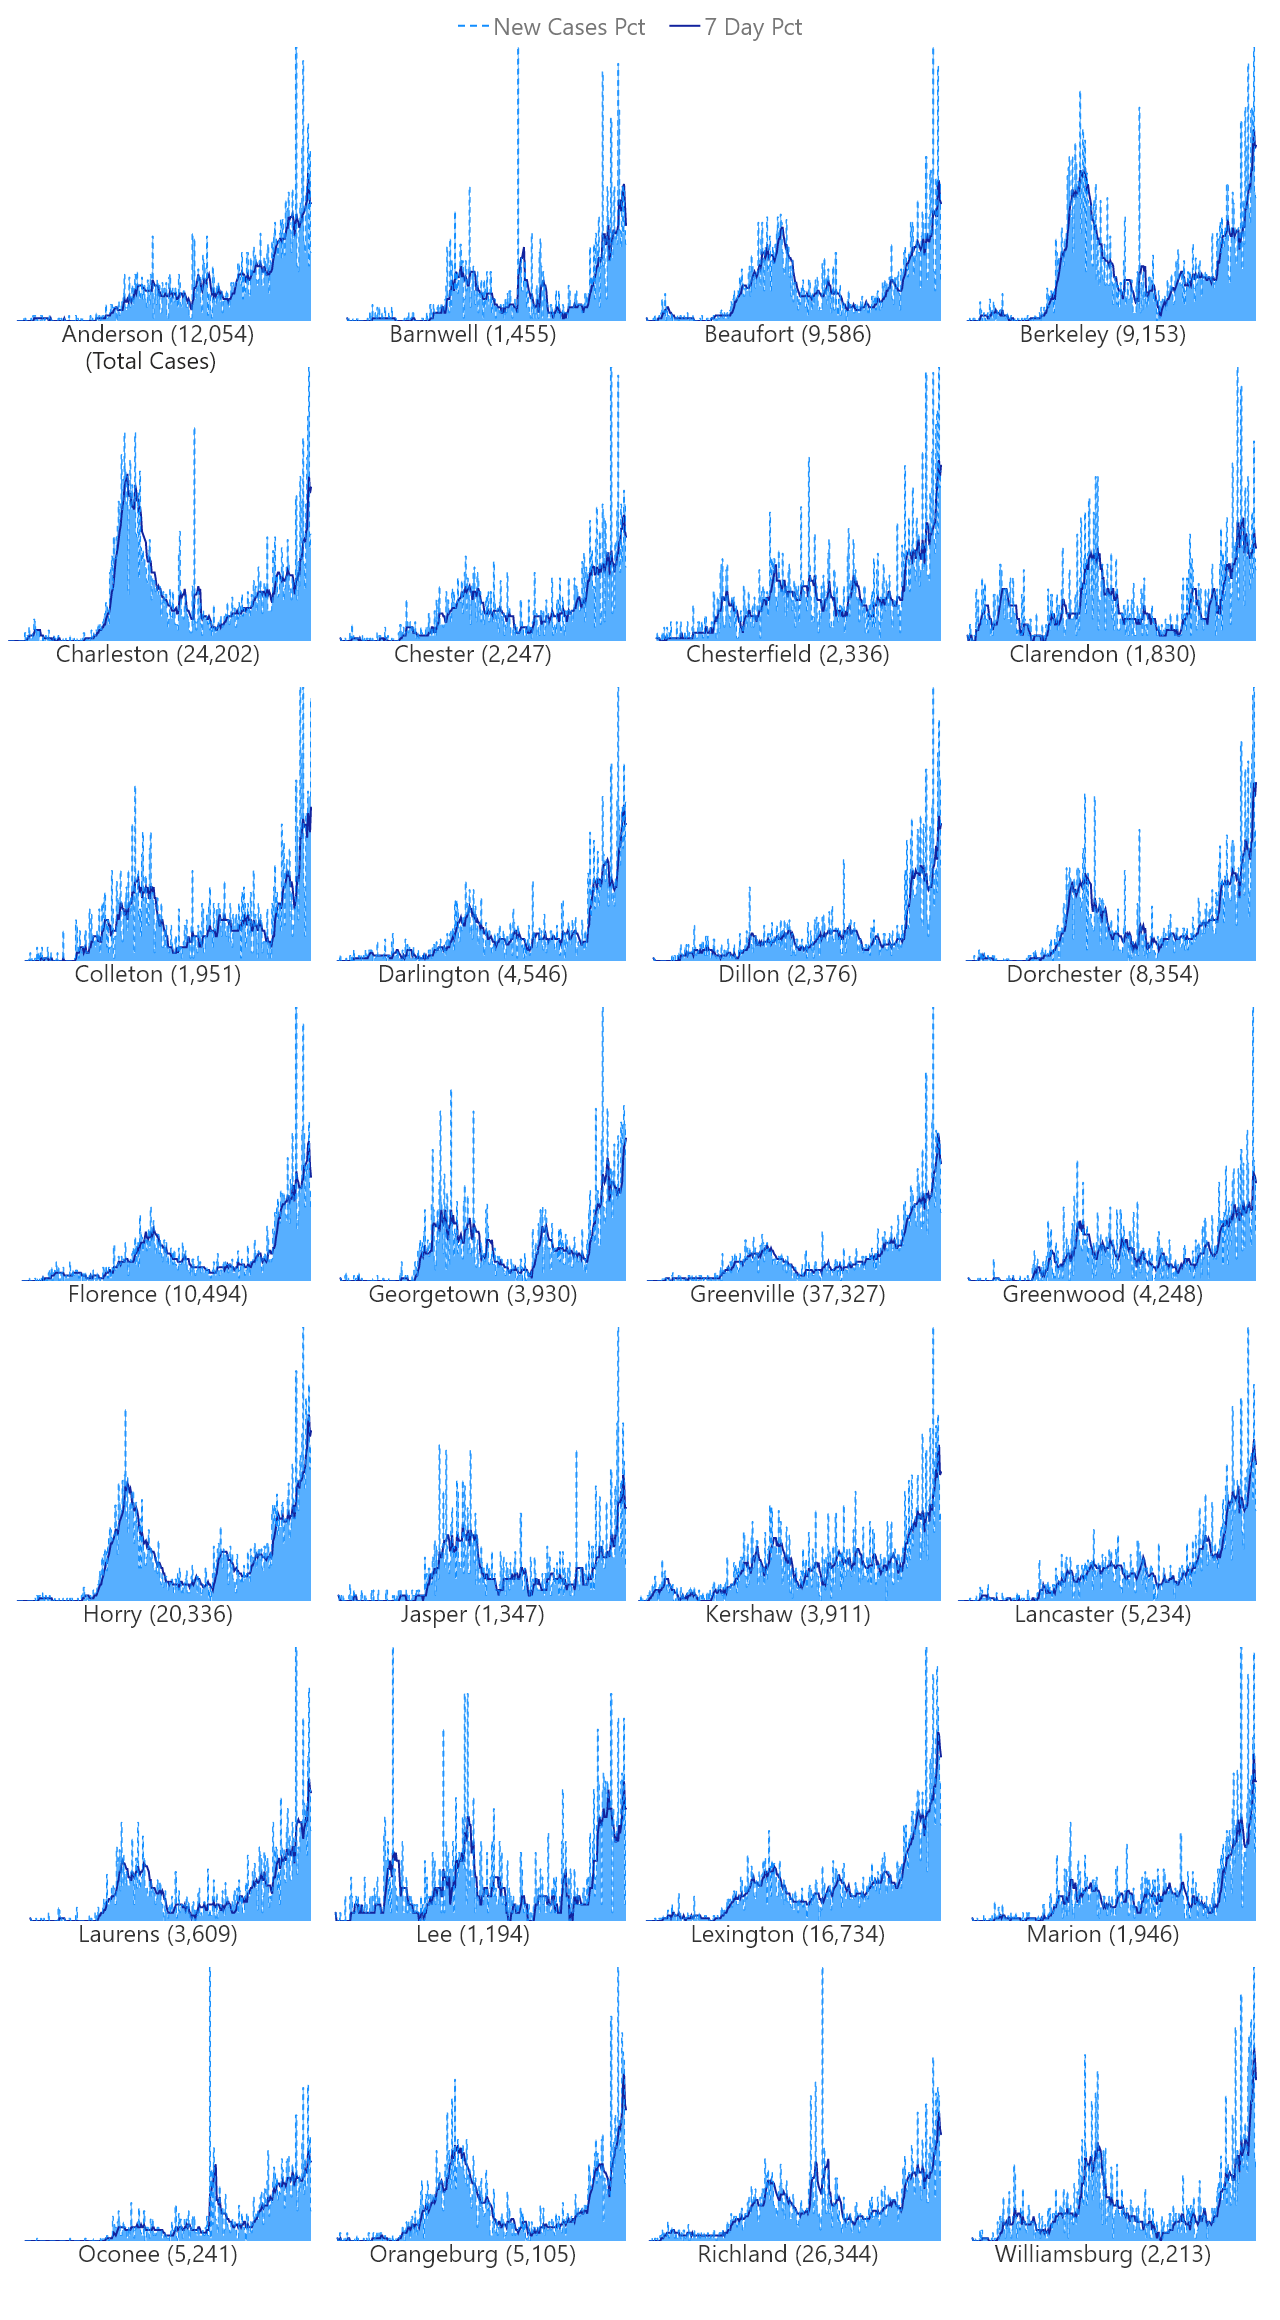 New Cases Pct 7 Day Pct
Anderson (12,054) Barnwell (1,455) Beaufort (9,586) Berkeley (9,153)
(Total Cases)
Charleston (24,202) Chester (2,247) Chesterfield (2,336) Clarendon (1,830)
Colleton (1,951) Darlington (4,546) Dillon (2,376) Dorchester (8,354)
Florence (10,494) Georgetown (3,930) Greenville (37,327) Greenwood (4,248)
Horry (20,336) Jasper (1,347) Kershaw (3,911) Lancaster (5,234)
Laurens (3,609) Lee (1,194) Lexington (16,734) Marion (1,946)
Oconee (5,241) Orangeburg (5,105) Richland (26,344) Williamsburg (2,213)